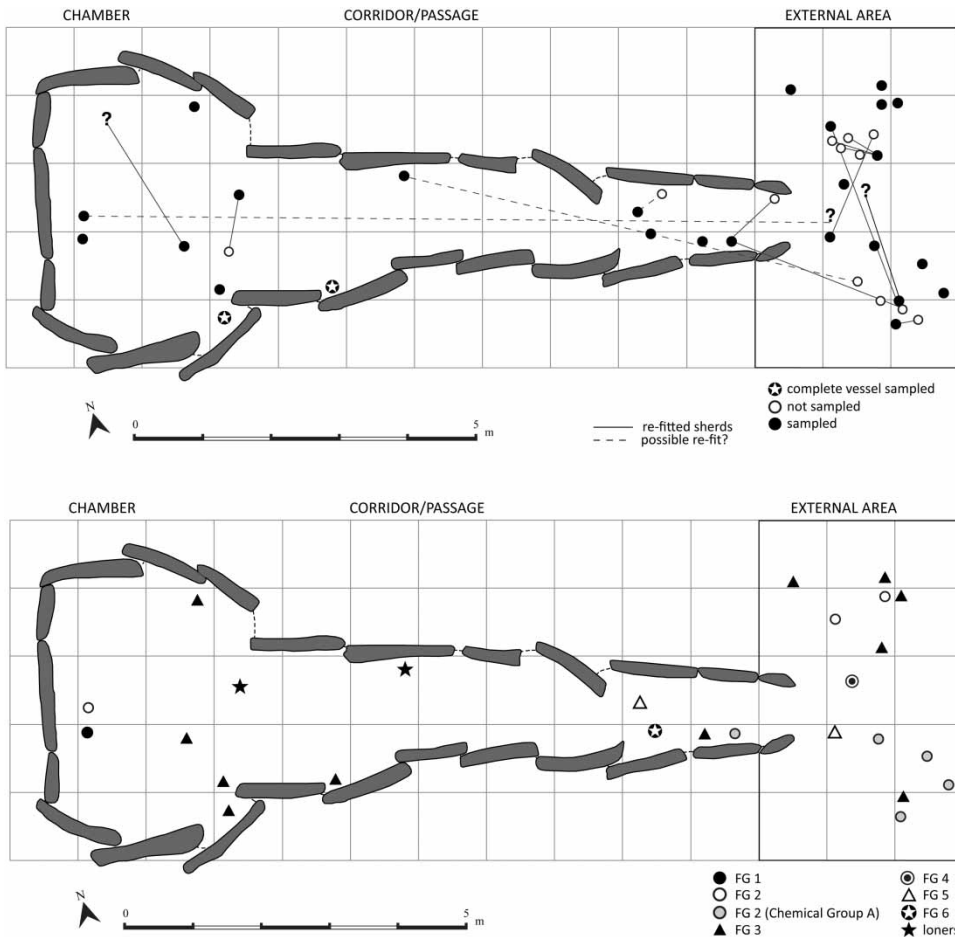 CHAMBER CORRIDOR/PASSAGE EXTERNAL AREA
?
?
?
complete vessel sampled
not sampled
sampled
re-fitted sherds
possible re-fit?
N
0 5
m
CHAMBER CORRIDOR/PASSAGE EXTERNAL AREA
N
0 5
m
FG 1 FG 4
FG 2 FG 5
FG 2 (Chemical Group A) FG 6
FG 3 loners